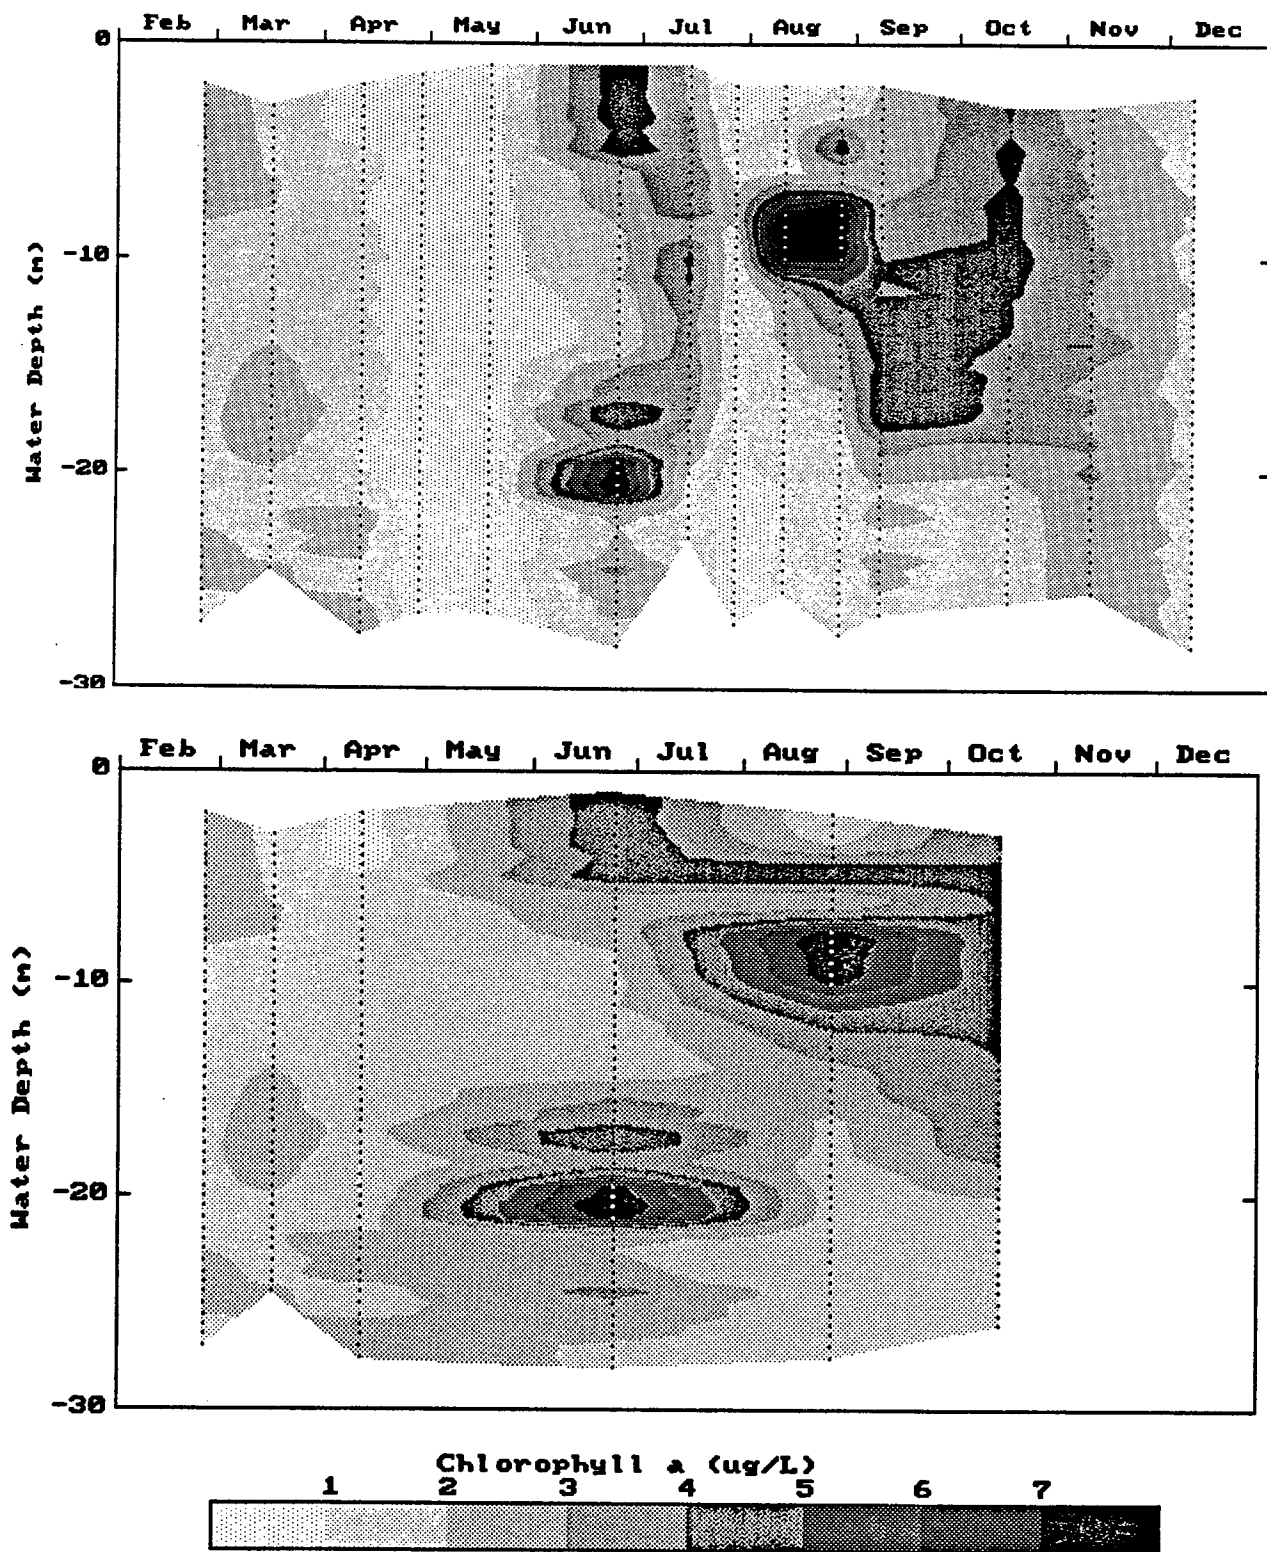 Feb Mar Apr May Jun Jul Aug Sep Oct Nov Dec
0
-10
-20
-30
Water Depth (m)
Feb Mar Apr May Jun Jul Aug Sep Oct Nov Dec
0
-10
-20
-30
Water Depth (m)
Chlorophyll a (ug/L)
1 2 3 4 5 6 7